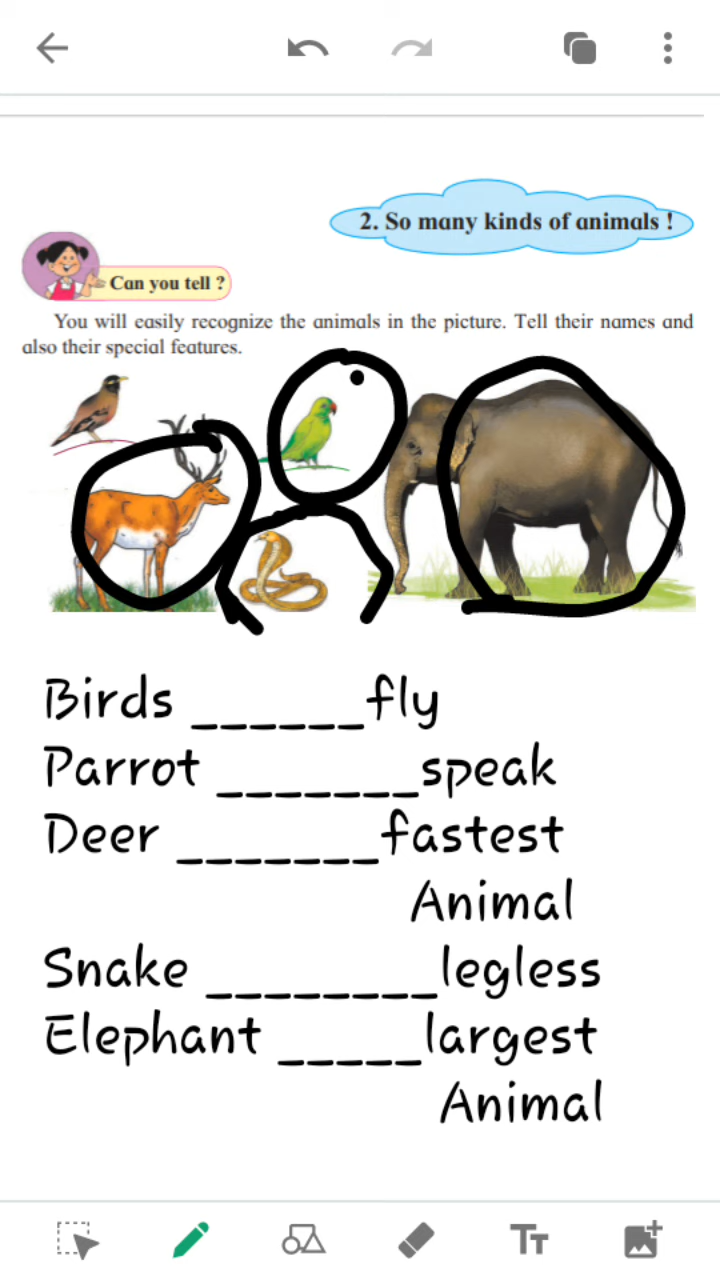 2. So many kinds of animals !
Can you tell ?
You will easily recognize the animals in the picture. Tell their names and
also their special features.
Birds ______fly
Parrot _______speak
Deer _______fastest
Animal
Snake ________legless
Elephant _____largest
Animal
TT